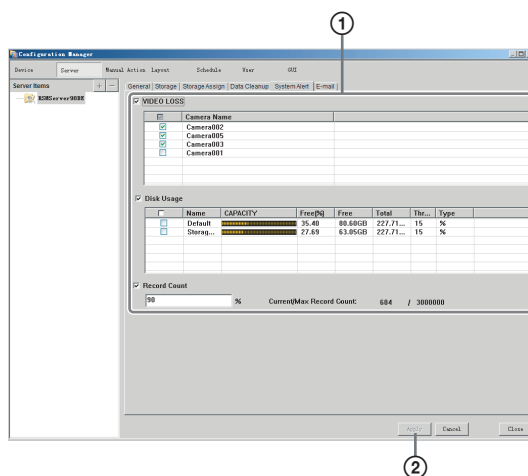 1
Configuration Manager
Device Server Manual Action Layout Schedule User GUI
Server Items + -
General Storage Storage Assign Data Cleanup System Alert E-mail
VIDEO LOSS
Camera Name
Camera002
Camera005
Camera003
Camera001
Disk Usage
Name CAPACITY Free(%) Free Total Thr... Type
Default 35.40 80.60GB 227.71... 15 %
Storag... 27.69 63.05GB 227.71... 15 %
Record Count
90 % Current/Max Record Count: 684 / 3000000
Apply Cancel Close
2